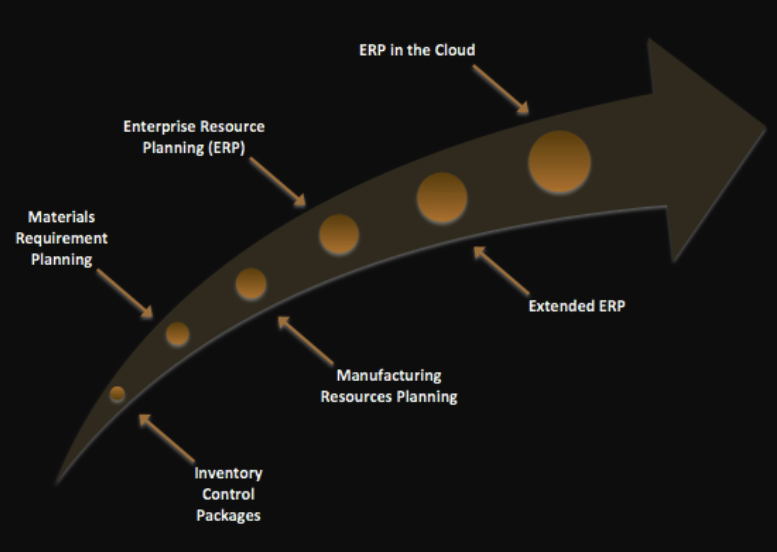 ERP in the Cloud
Enterprise Resource
Planning (ERP)
Materials
Requirement
Planning
Extended ERP
Manufacturing
Resources Planning
Inventory
Control
Packages